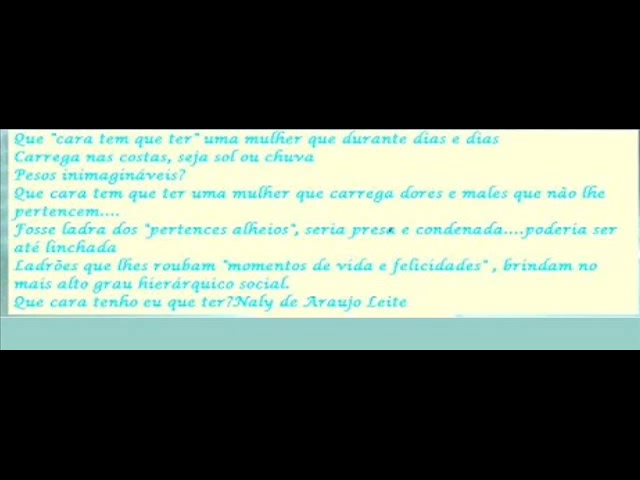 Que "cara tem que ter" uma mulher que durante dias e dias
Carrega nas costas, seja sol ou chuva
Pesos inimagináveis?
Que cara tem que ter uma mulher que carrega dores e males que não lhe
pertencem....
Fosse ladra dos "pertences alheios", seria presa e condenada....poderia ser
até linchada
Ladrões que lhes roubam "momentos de vida e felicidades" , brindam no
mais alto grau hierárquico social.
Que cara tenho eu que ter?Naly de Araujo Leite